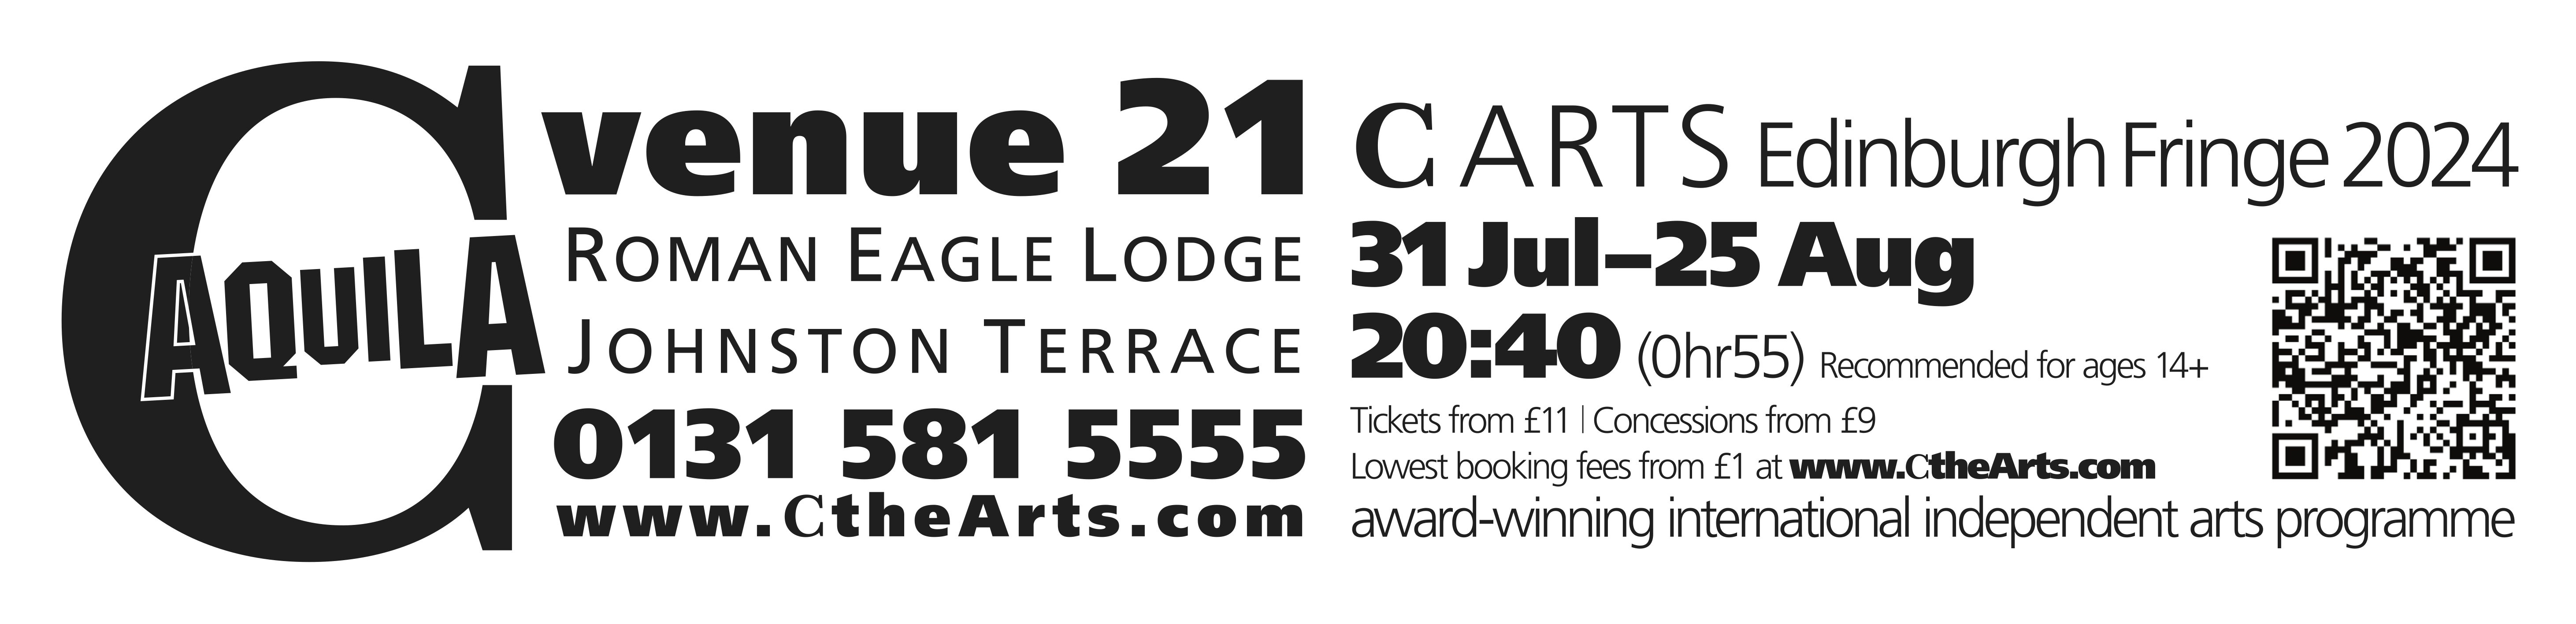 C
AQUILA
venue 21
ROMAN EAGLE LODGE
JOHNSTON TERRACE
0131 581 5555
www.CtheArts.com
C ARTS Edinburgh Fringe 2024
31 Jul–25 Aug
20:40 (0hr55) Recommended for ages 14+
Tickets from £11 | Concessions from £9
Lowest booking fees from £1 at www.CtheArts.com
award-winning international independent arts programme